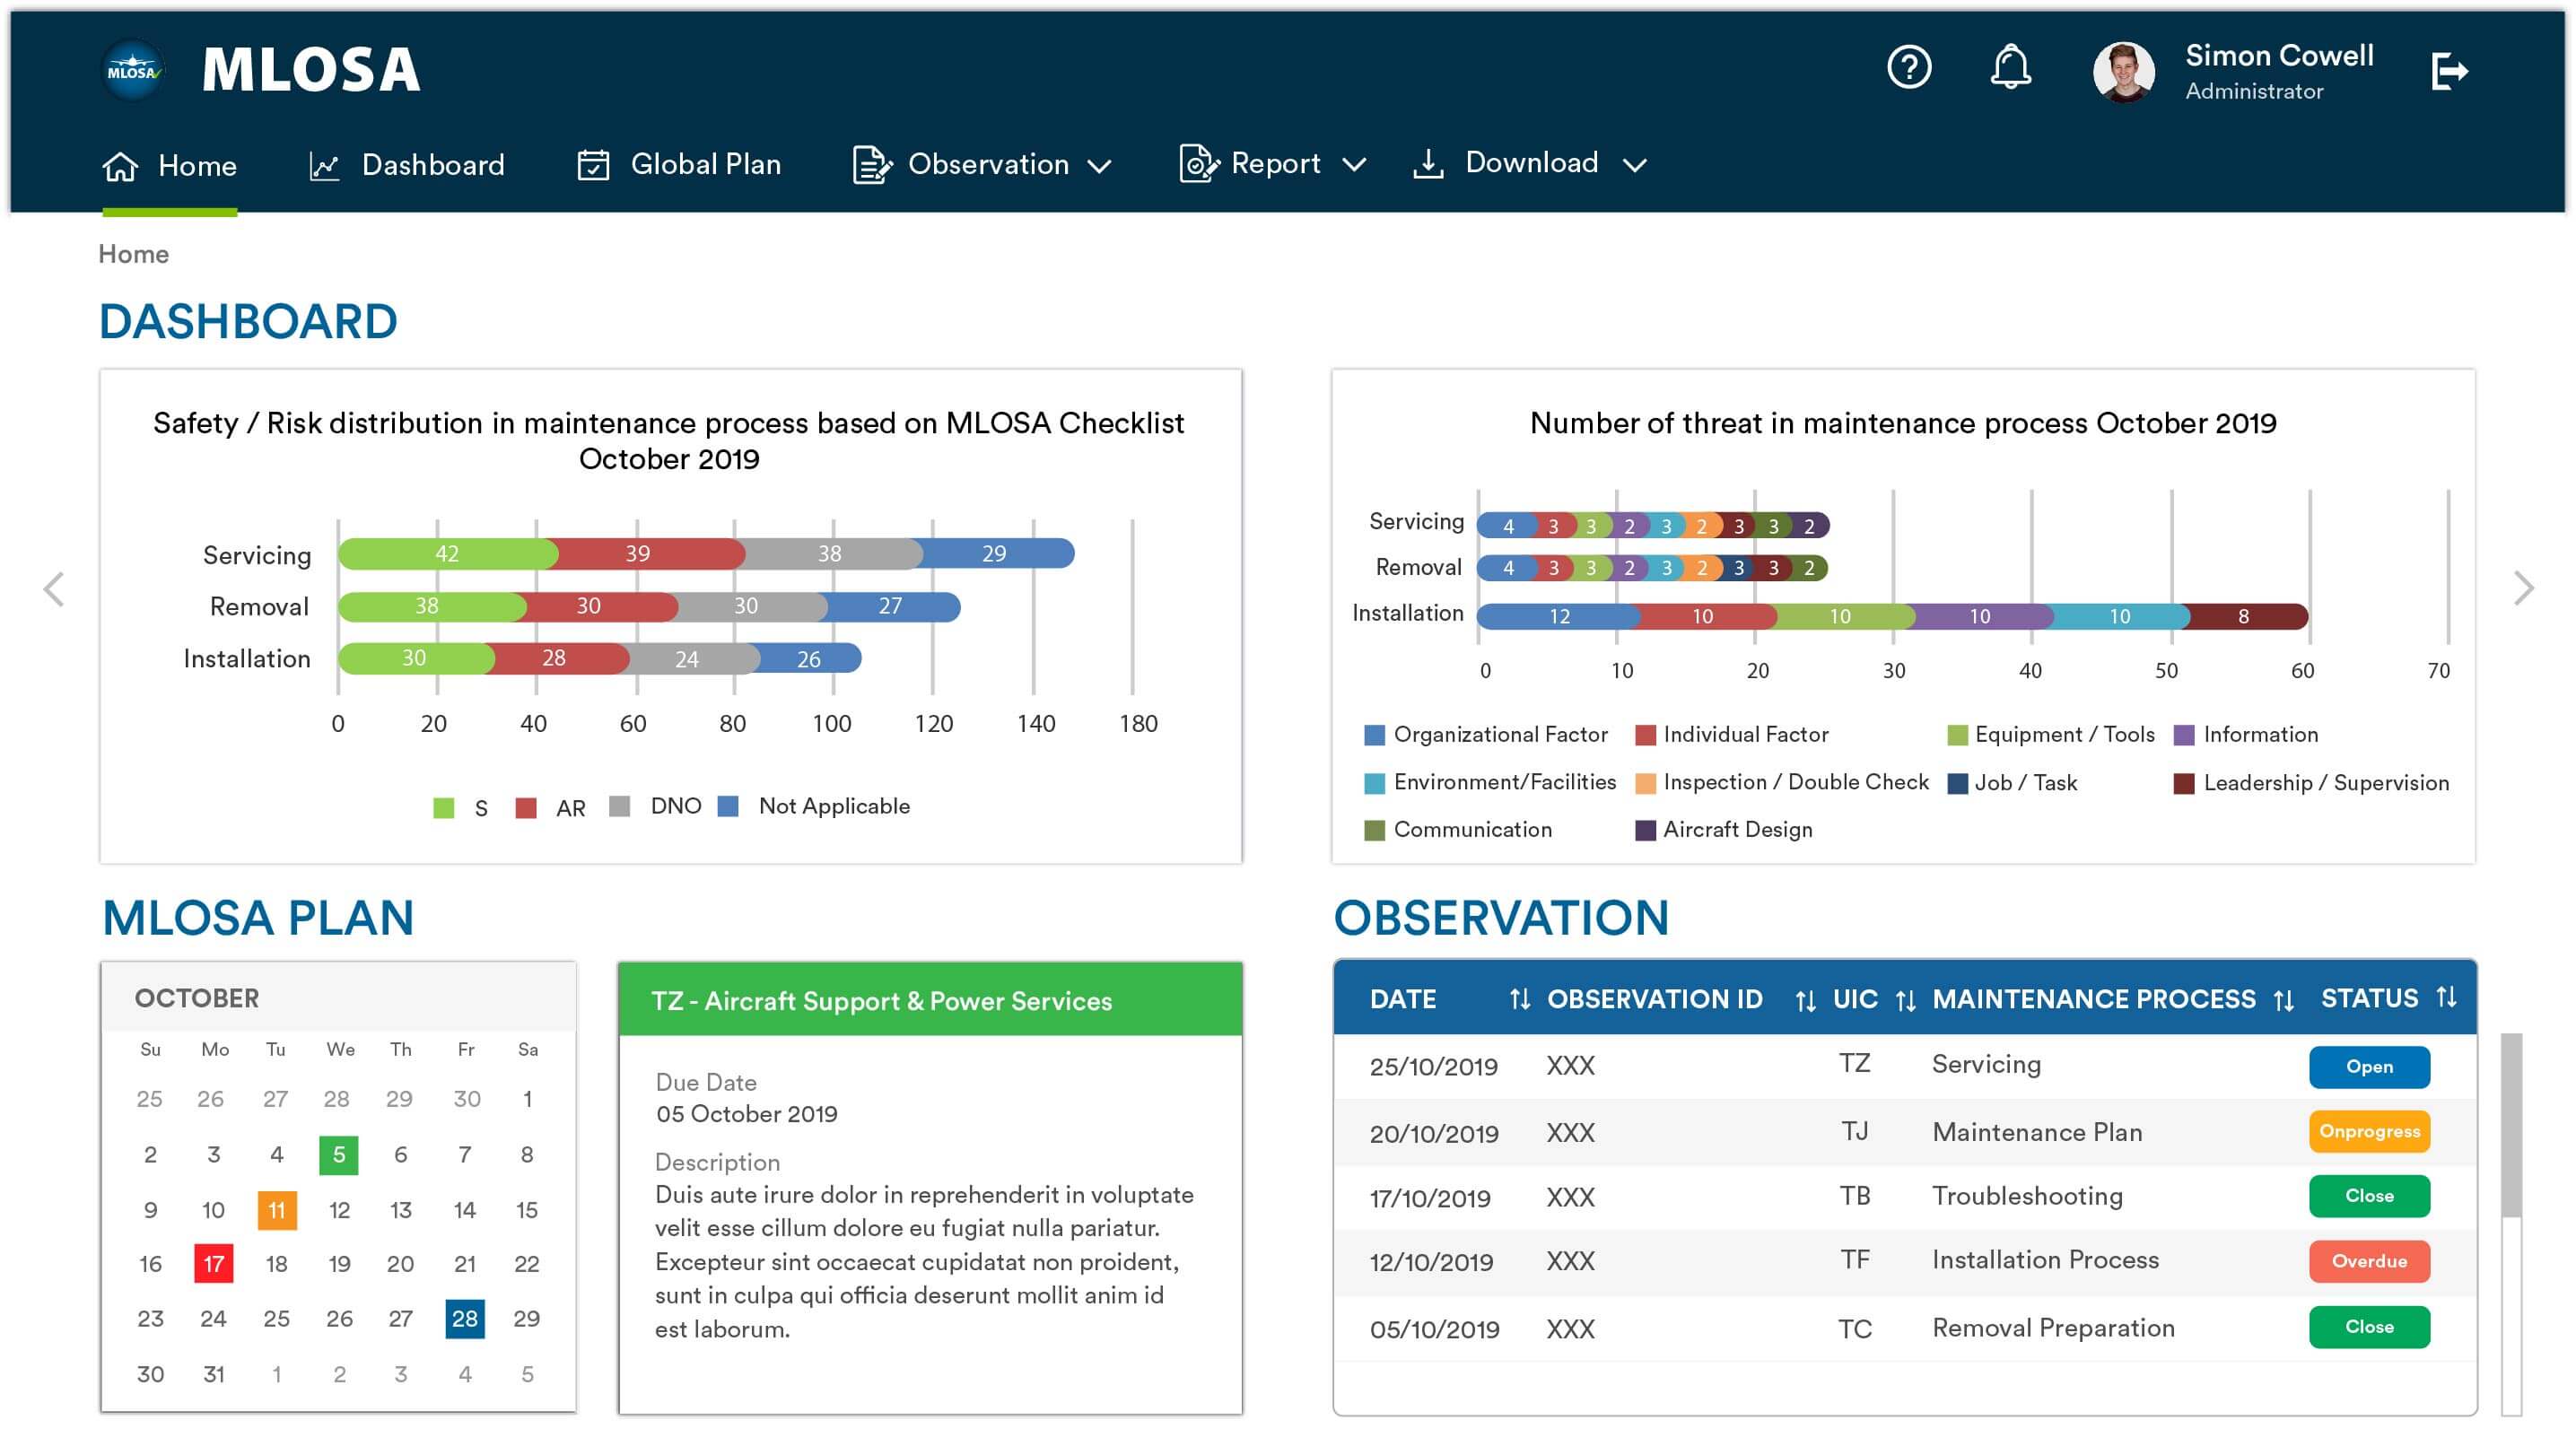 MLOSA
MLOSA
Simon Cowell
Administrator
Home
Dashboard
Global Plan
Observation
Report
Download
Home
DASHBOARD
Safety / Risk distribution in maintenance process based on MLOSA Checklist
October 2019
Servicing 42 39 38 29
Removal 38 30 30 27
Installation 30 28 24 26
0 20 40 60 80 100 120 140 180
S AR DNO Not Applicable
Number of threat in maintenance process October 2019
Servicing 4 3 3 2 3 2 3 3 2
Removal 4 3 3 2 3 2 3 3 2
Installation 12 10 10 10 10 8
0 10 20 30 40 50 60 70
Organizational Factor Individual Factor Equipment / Tools Information
Environment/Facilities Inspection / Double Check Job / Task Leadership / Supervision
Communication Aircraft Design
MLOSA PLAN
OCTOBER
Su Mo Tu We Th Fr Sa
25 26 27 28 29 30 1
2 3 4 5 6 7 8
9 10 11 12 13 14 15
16 17 18 19 20 21 22
23 24 25 26 27 28 29
30 31 1 2 3 4 5
TZ - Aircraft Support & Power Services
Due Date
05 October 2019
Description
Duis aute irure dolor in reprehenderit in voluptate
velit esse cillum dolore eu fugiat nulla pariatur.
Excepteur sint occaecat cupidatat non proident,
sunt in culpa qui officia deserunt mollit anim id
est laborum.
OBSERVATION
DATE OBSERVATION ID UIC MAINTENANCE PROCESS STATUS
25/10/2019 XXX TZ Servicing Open
20/10/2019 XXX TJ Maintenance Plan Onprogress
17/10/2019 XXX TB Troubleshooting Close
12/10/2019 XXX TF Installation Process Overdue
05/10/2019 XXX TC Removal Preparation Close